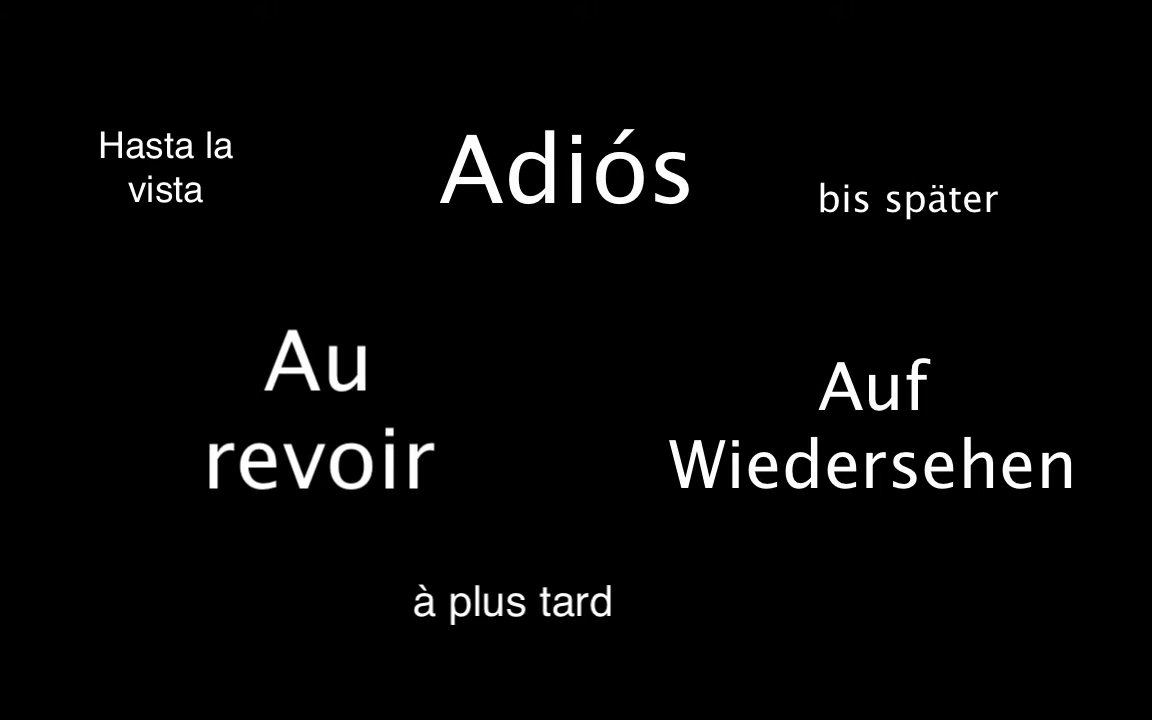 Hasta la
vista
Adiós
bis später
Au
revoir
Auf
Wiedersehen
à plus tard